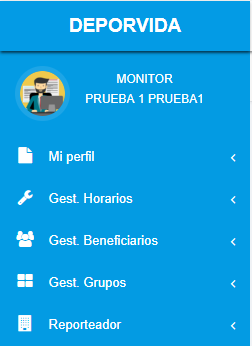 DEPORVIDA
MONITOR
PRUEBA 1 PRUEBA1
Mi perfil
Gest. Horarios
Gest. Beneficiarios
Gest. Grupos
Reporteador